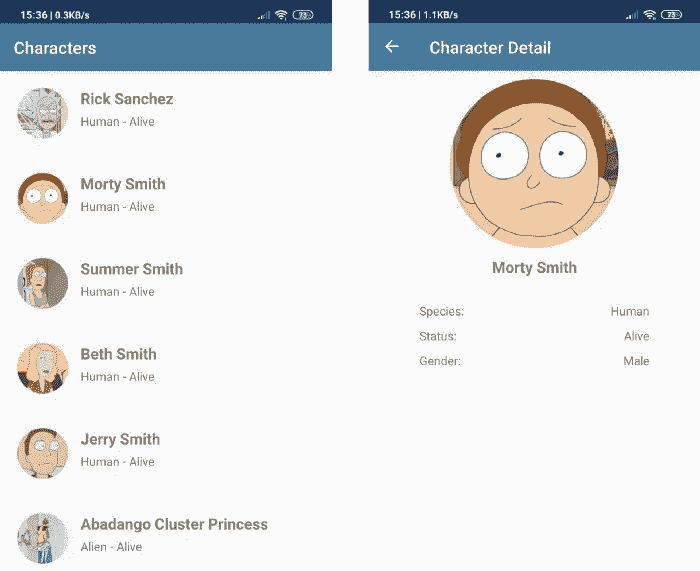 15:36 | 0.3KB/s
73
Characters
Rick Sanchez
Human - Alive
Morty Smith
Human - Alive
Summer Smith
Human - Alive
Beth Smith
Human - Alive
Jerry Smith
Human - Alive
Abadango Cluster Princess
Alien - Alive
15:36 | 1.1KB/s
73
Character Detail
Morty Smith
Species: Human
Status: Alive
Gender: Male